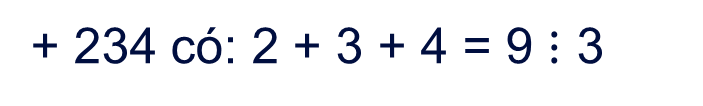 + 234 có: 2 + 3 + 4 = 9 ⋮ 3